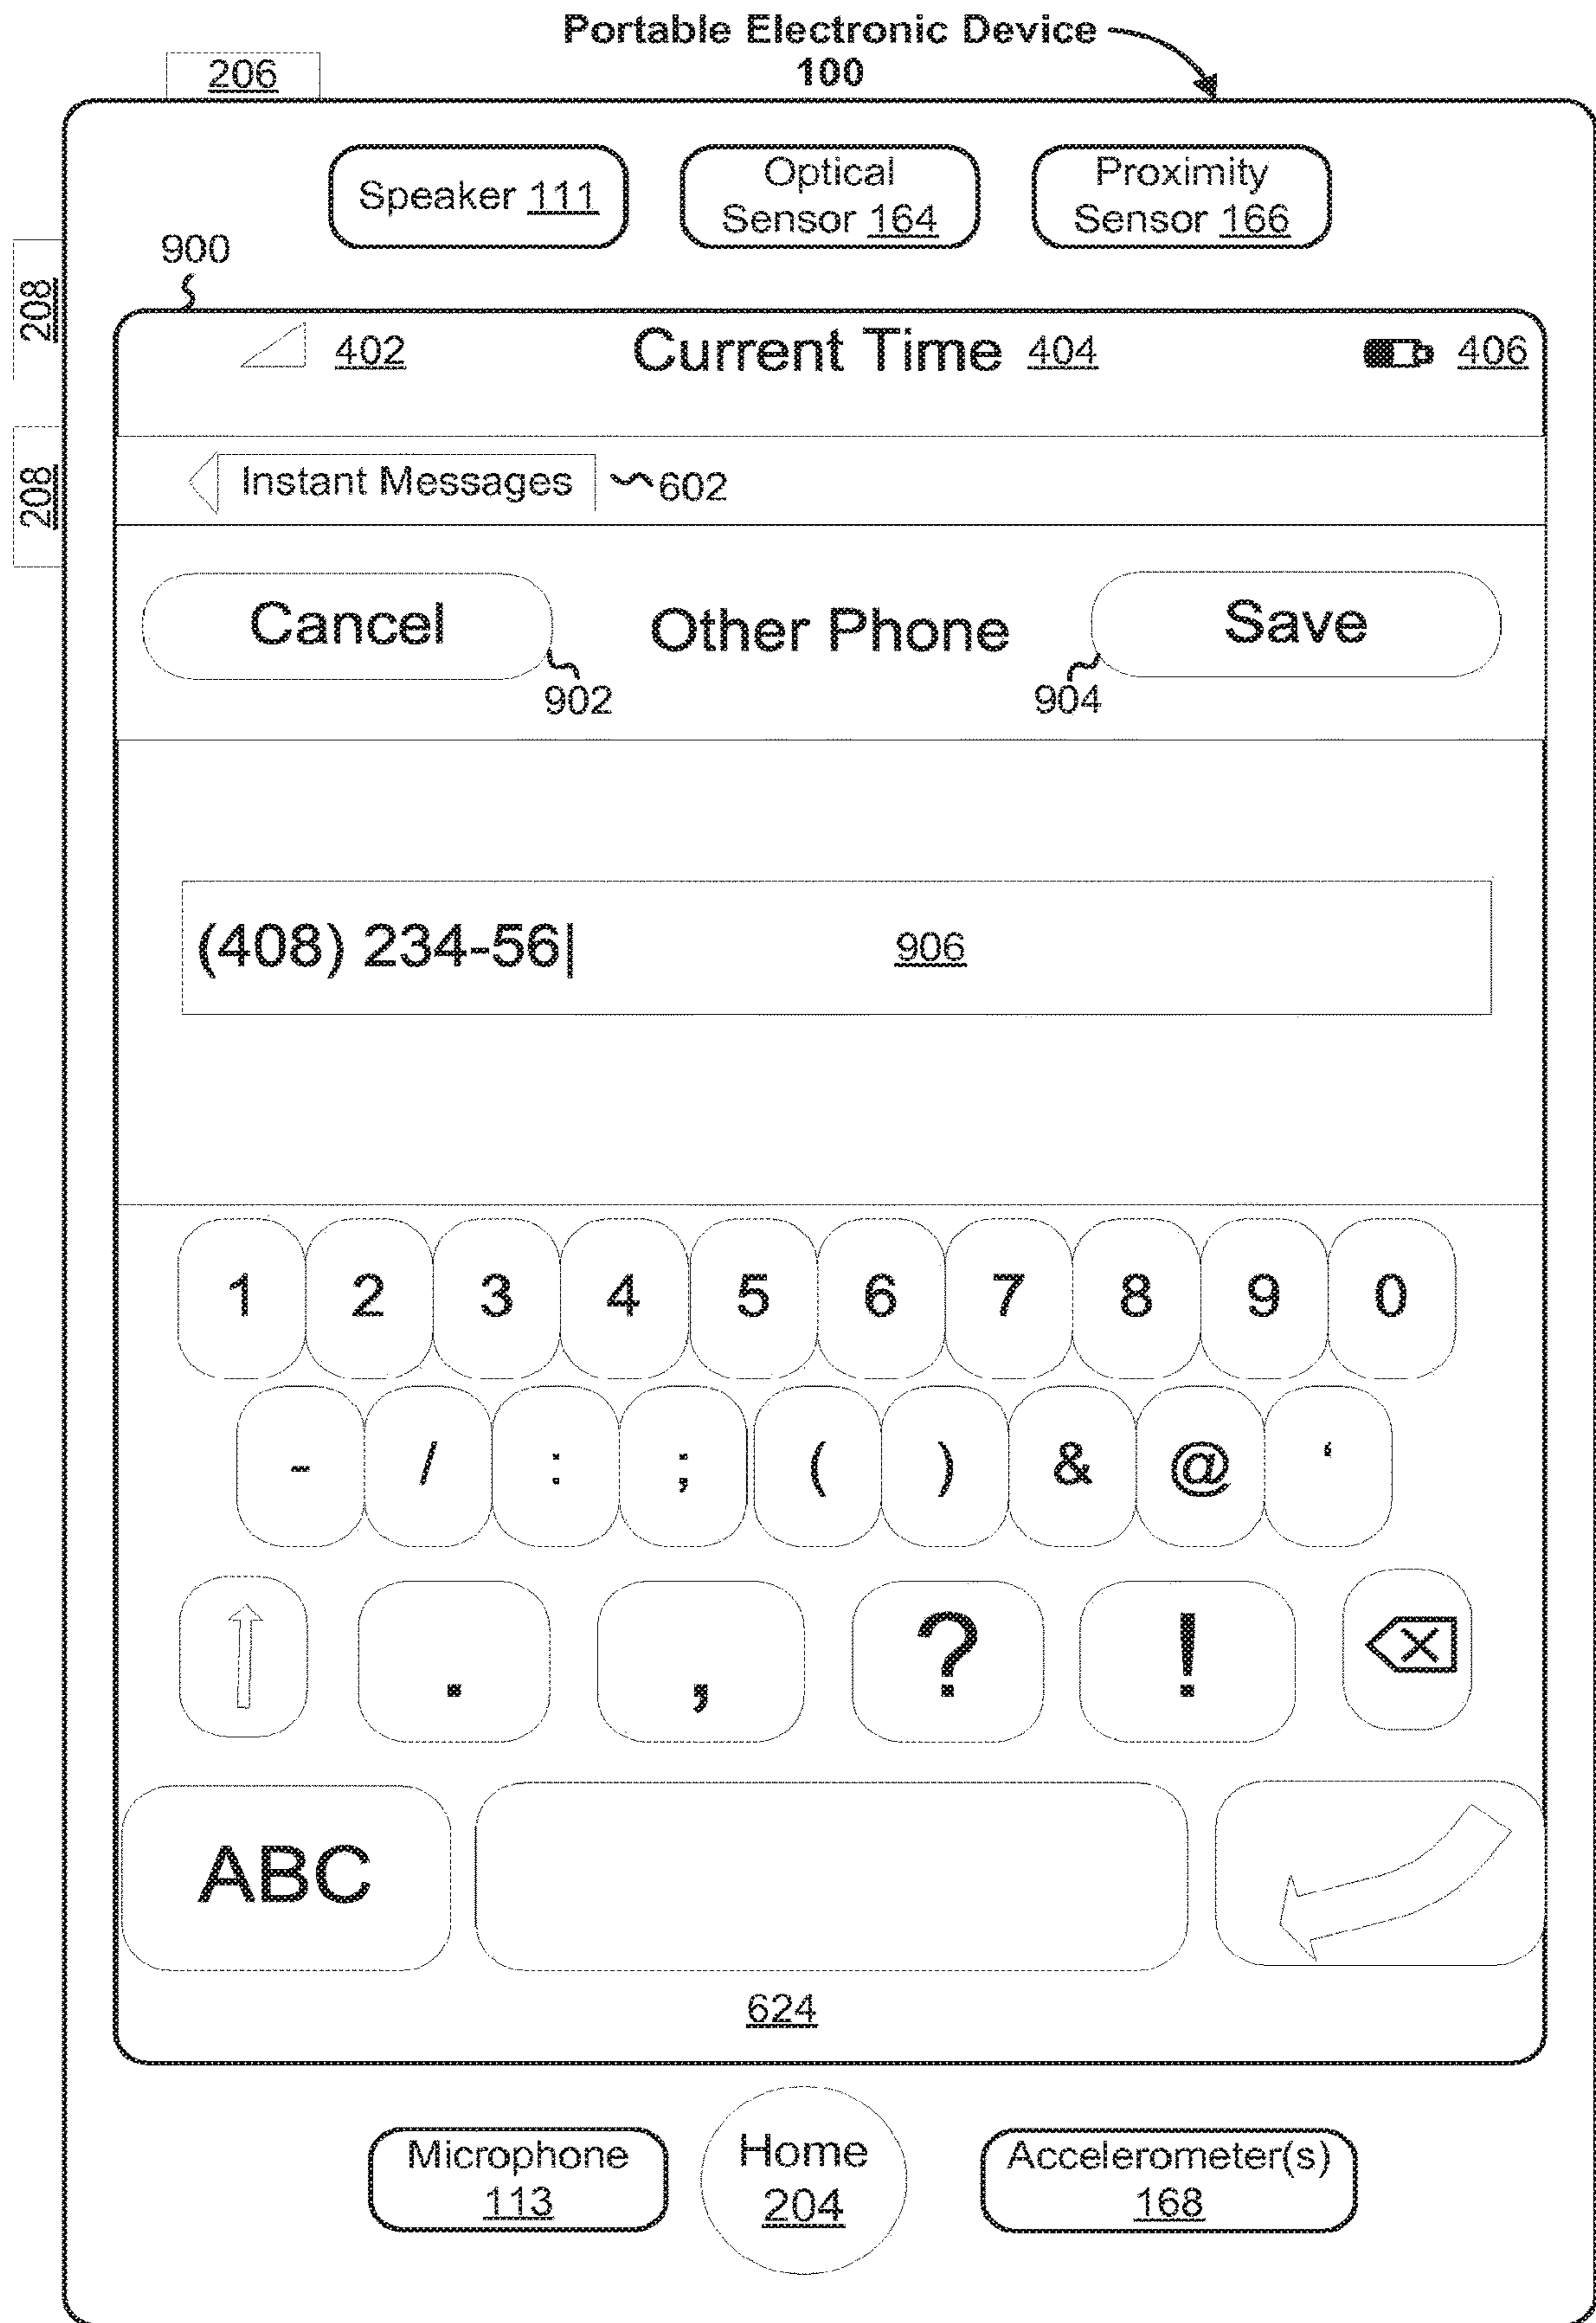 Portable Electronic Device
100
206
Speaker 111
Optical
Sensor 164
Proximity
Sensor 166
208
208
900
402
Current Time 404
406
Instant Messages
602
Cancel
Other Phone
Save
902
904
(408) 234-56|
906
1 2 3 4 5 6 7 8 9 0
- / : ; ( ) & @ ‘
. , ? !
ABC
624
Microphone
113
Home
204
Accelerometer(s)
168